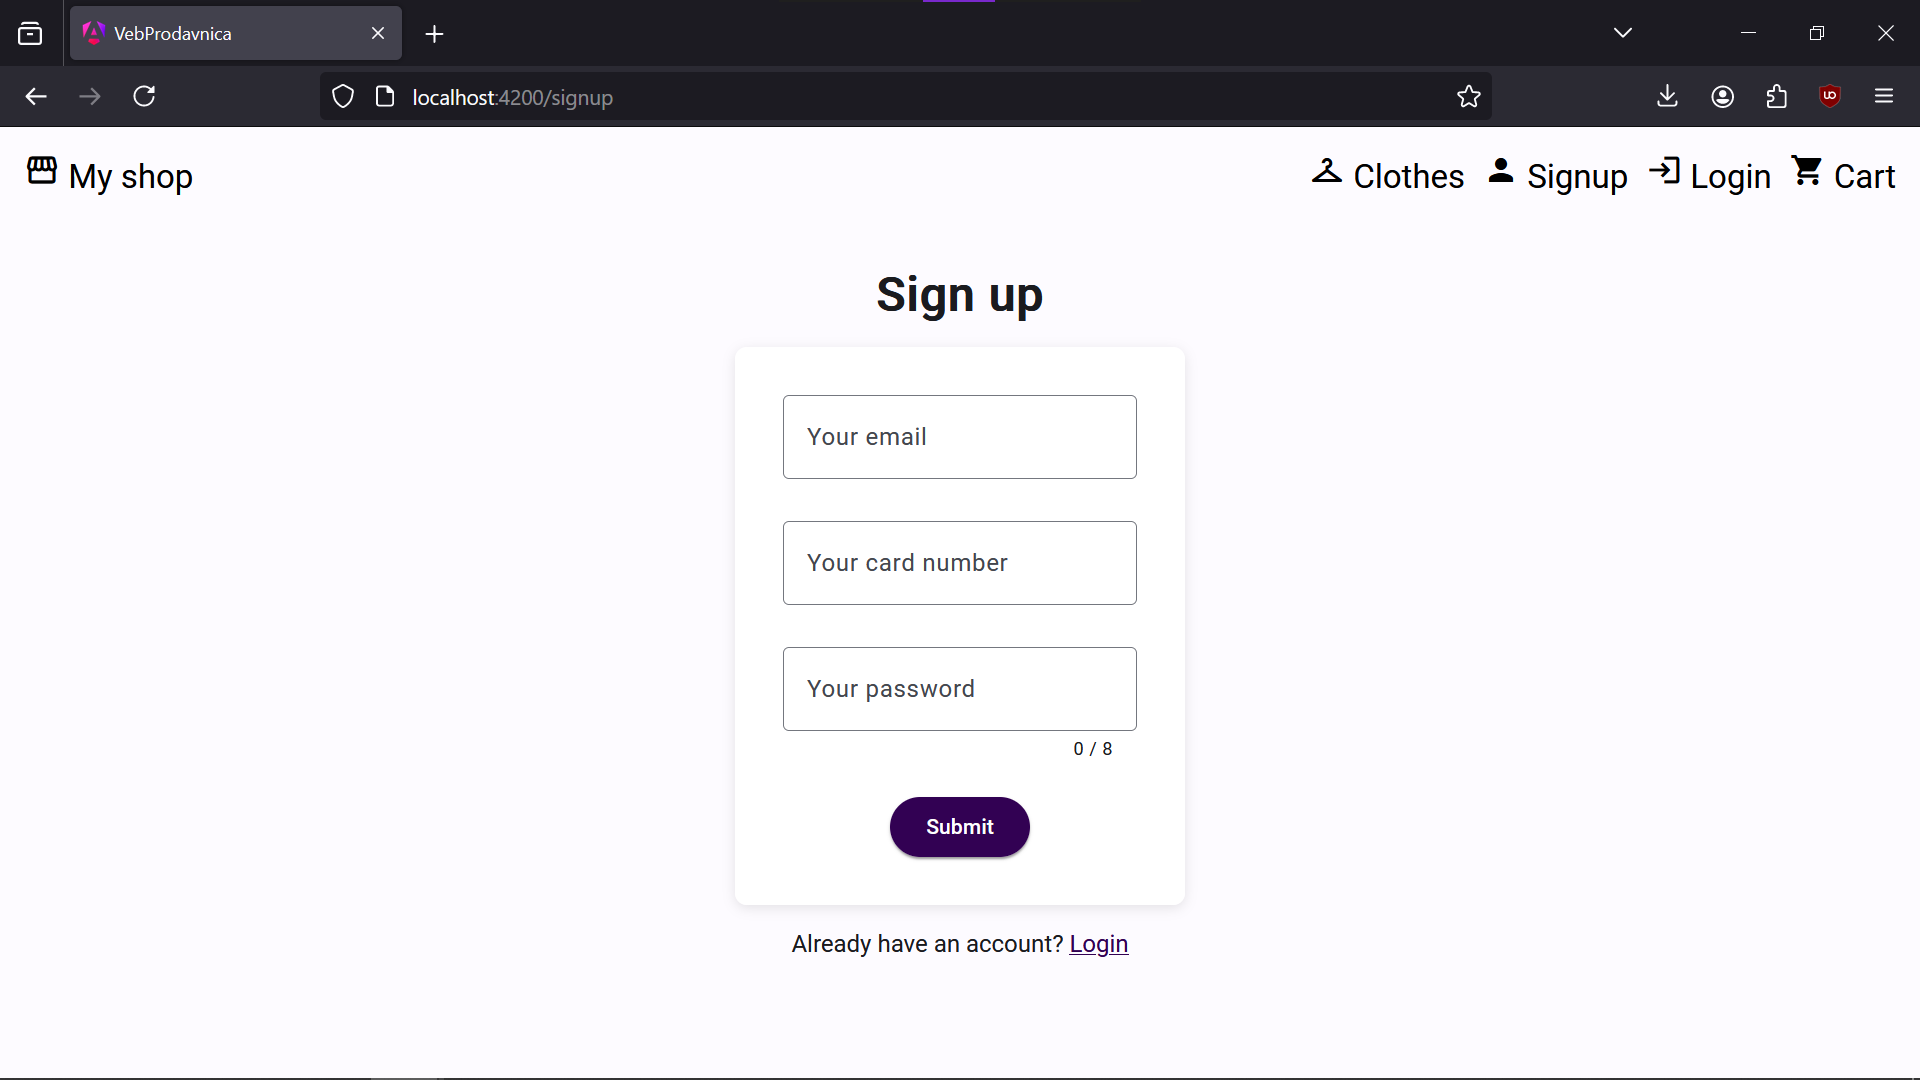 VebProdavnica
localhost:4200/signup
My shop
Clothes Signup Login Cart
Sign up
Your email
Your card number
Your password
0 / 8
Submit
Already have an account? Login